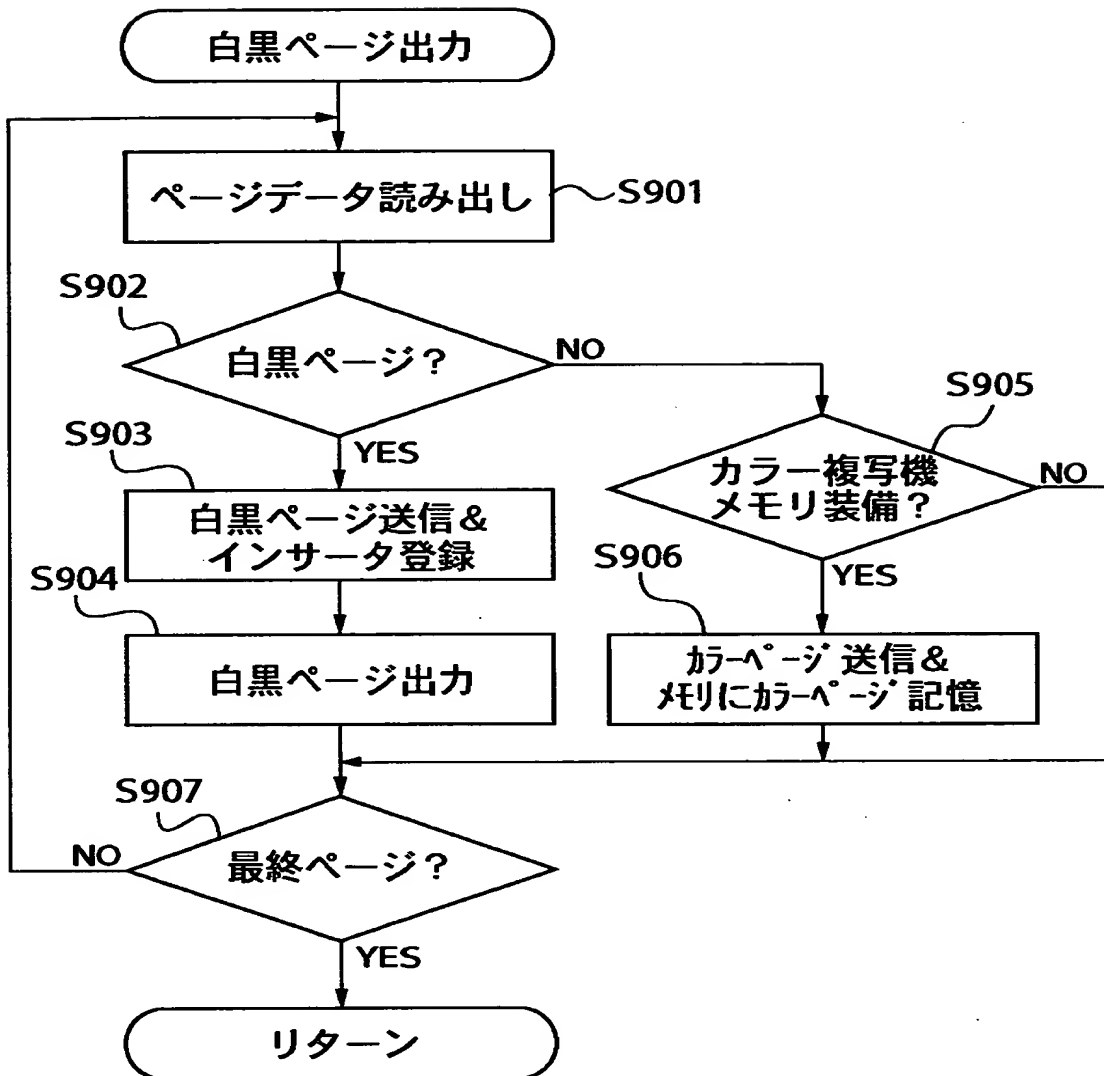 白黒ページ出力
ページデータ読み出し
S901
S902
白黒ページ？
NO
YES
S903
白黒ページ送信＆
インサータ登録
S904
白黒ページ出力
S905
カラー複写機
メモリ装備？
NO
YES
S906
ｶﾗｰﾍﾟｰｼﾞ送信＆
ﾒﾓﾘにｶﾗｰﾍﾟｰｼﾞ記憶
S907
最終ページ？
NO
YES
リターン